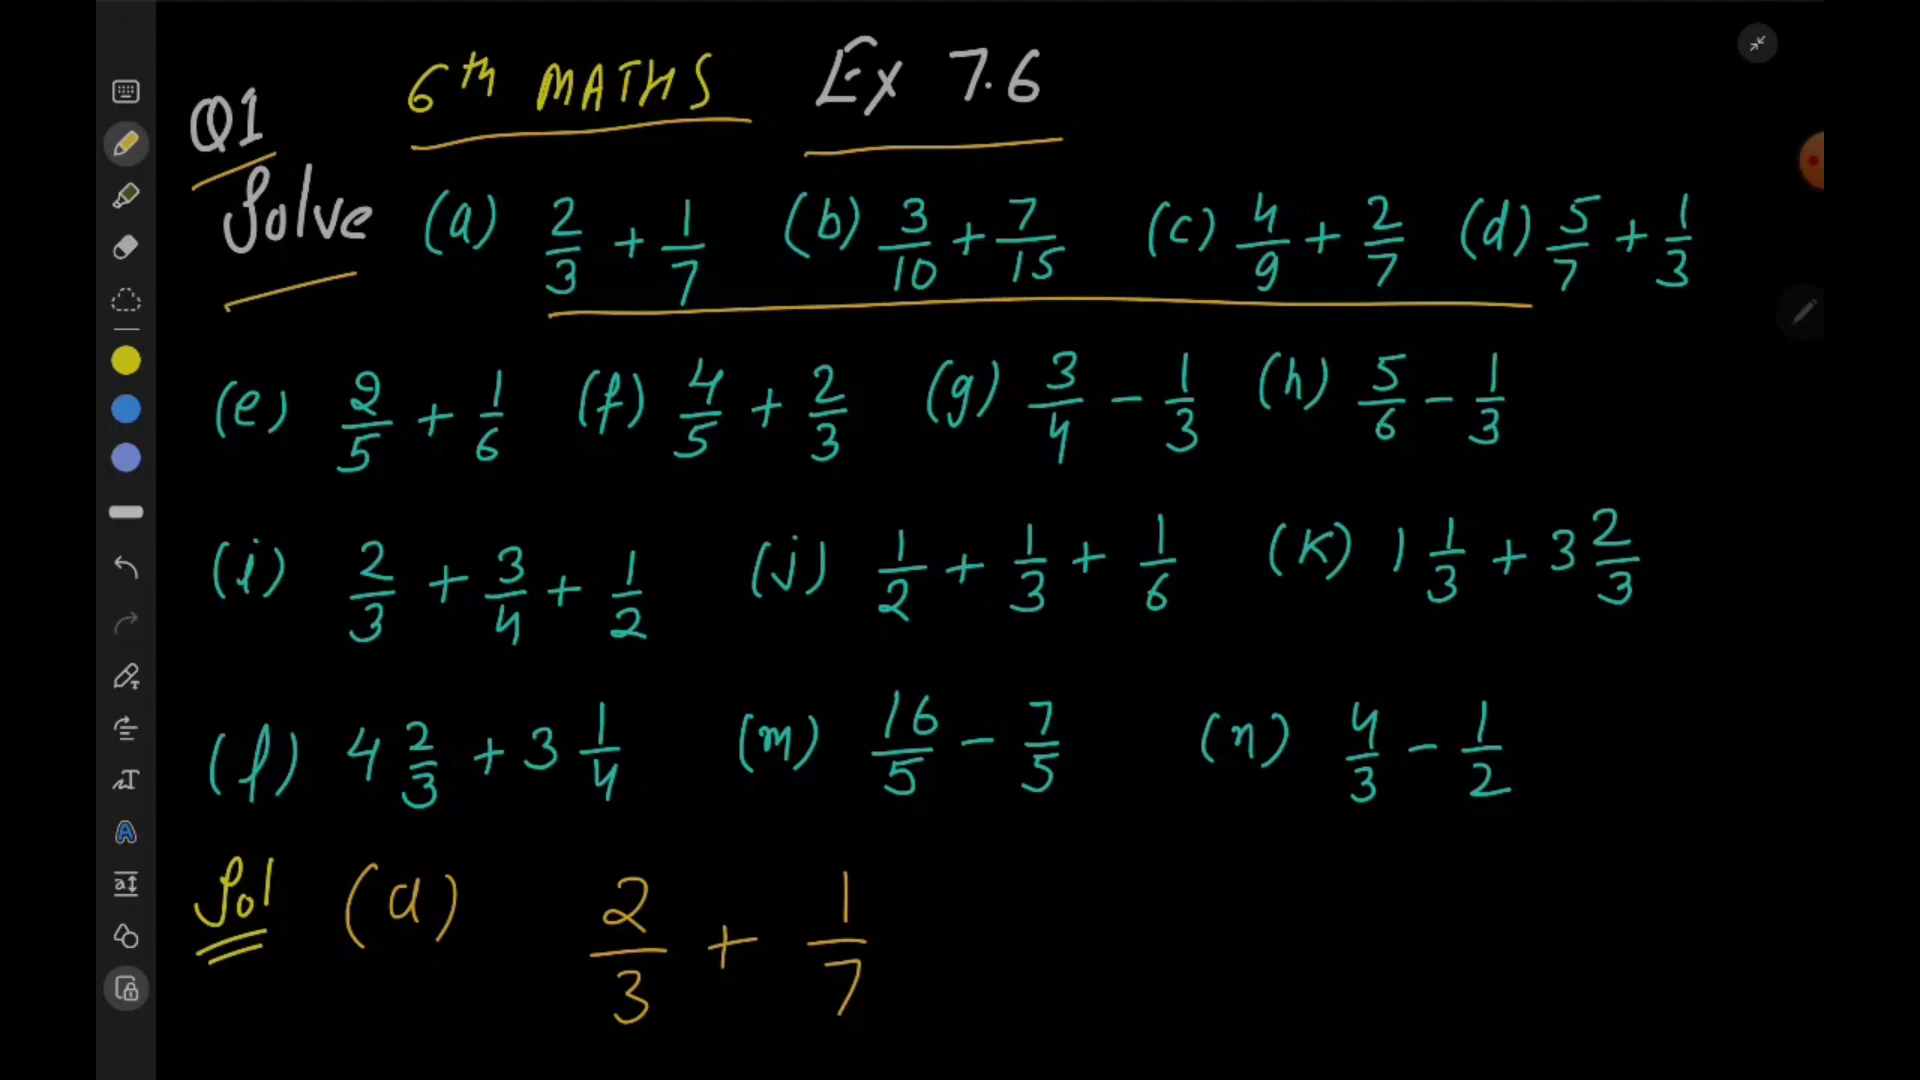 6th MATHS Ex 7.6
Q1
Solve (a) 2/3 + 1/7 (b) 3/10 + 7/15 (c) 4/9 + 2/7 (d) 5/7 + 1/3
(e) 2/5 + 1/6 (f) 4/5 + 2/3 (g) 3/4 - 1/3 (h) 5/6 - 1/3
(i) 2/3 + 3/4 + 1/2 (j) 1/2 + 1/3 + 1/6 (K) 1 1/3 + 3 2/3
(l) 4 2/3 + 3 1/4 (m) 16/5 - 7/5 (n) 4/3 - 1/2
Sol (a) 2/3 + 1/7